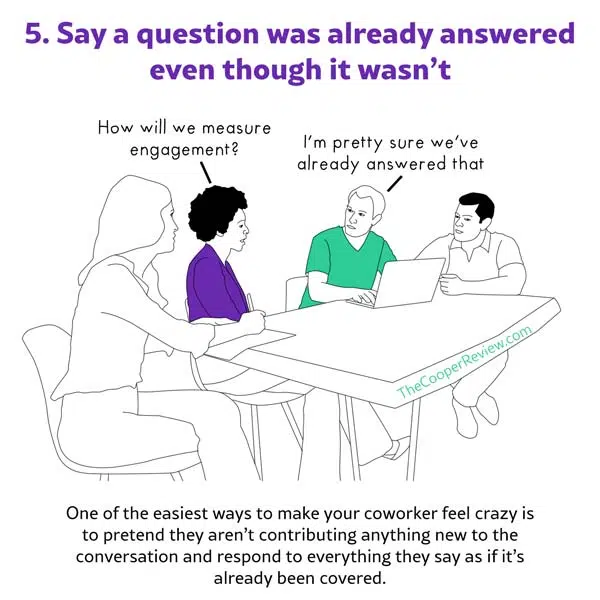 5. Say a question was already answered
even though it wasn't
How will we measure
engagement?
I'm pretty sure we've
already answered that
TheCooperReview.com
One of the easiest ways to make your coworker feel crazy is
to pretend they aren't contributing anything new to the
conversation and respond to everything they say as if it's
already been covered.